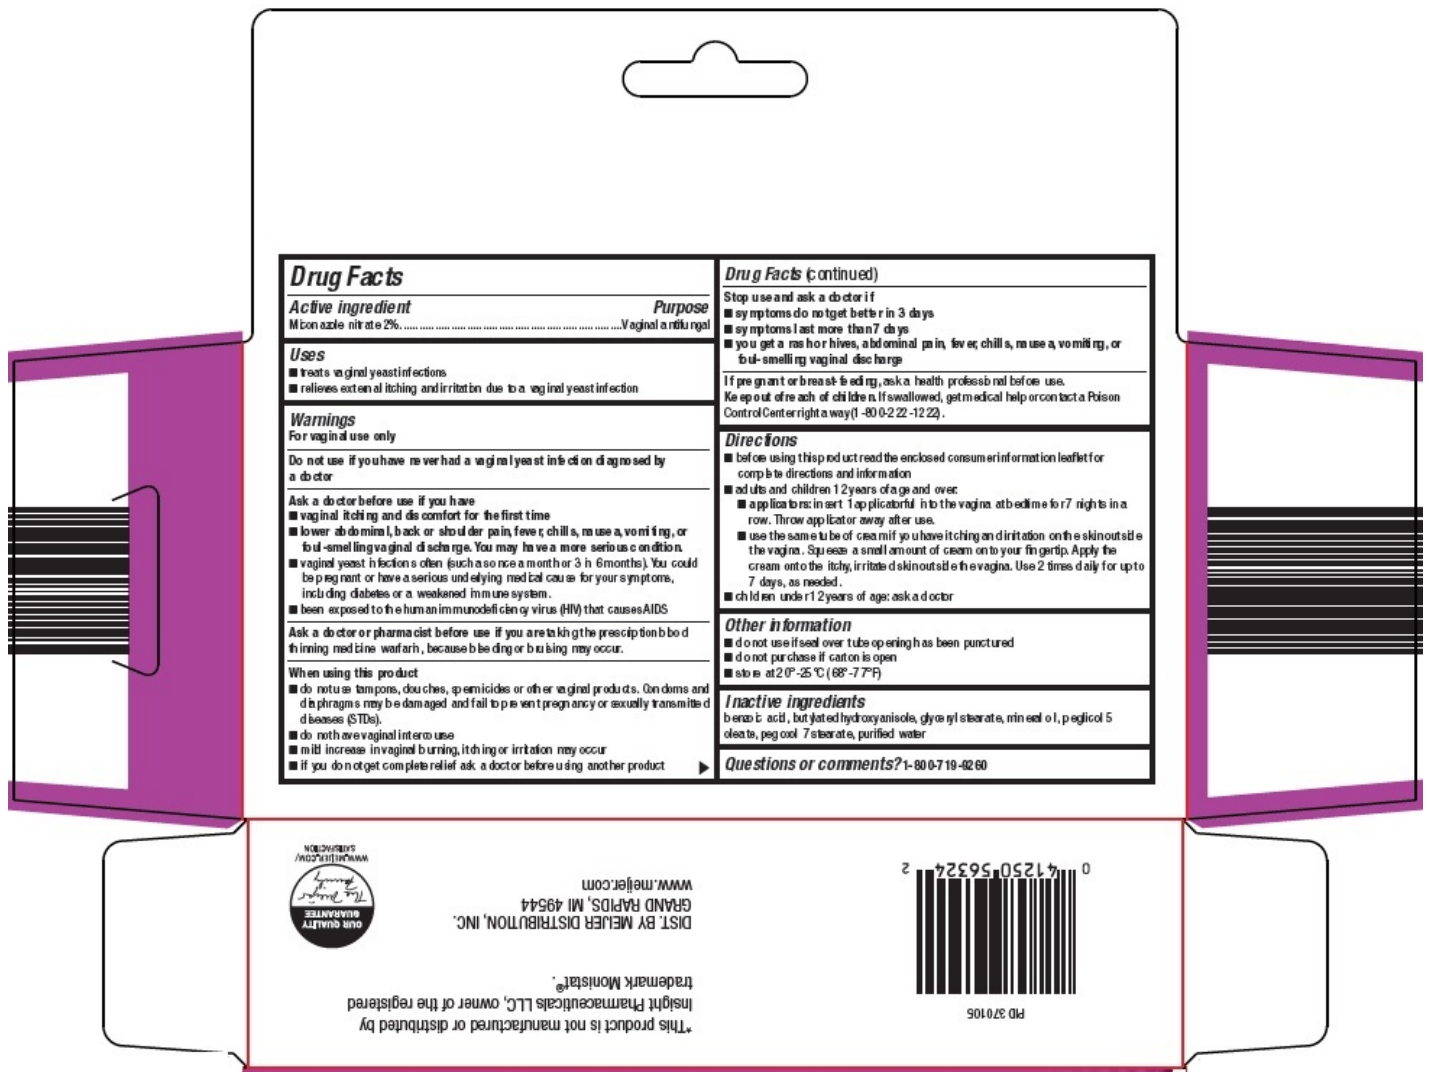 Drug Facts
Active ingredient Purpose
Miconazole nitrate 2%......................................................................Vaginal antifungal
Uses
■ treats vaginal yeast infections
■ relieves external itching and irritation due to a vaginal yeast infection
Warnings
For vaginal use only
Do not use if you have never had a vaginal yeast infection diagnosed by
a doctor
Ask a doctor before use if you have
■ vaginal itching and discomfort for the first time
■ lower abdominal, back or shoulder pain, fever, chills, nausea, vomiting, or
foul-smelling vaginal discharge. You may have a more serious condition.
■ vaginal yeast infections often (such as once a month or 3 in 6 months). You could
be pregnant or have a serious underlying medical cause for your symptoms,
including diabetes or a weakened immune system.
■ been exposed to the human immunodeficiency virus (HIV) that causes AIDS
Ask a doctor or pharmacist before use if you are taking the prescription blood
thinning medicine warfarin, because bleeding or bruising may occur.
When using this product
■ do not use tampons, douches, spermicides or other vaginal products. Condoms and
diaphragms may be damaged and fail to prevent pregnancy or sexually transmitted
diseases (STDs).
■ do not have vaginal intercourse
■ mild increase in vaginal burning, itching or irritation may occur
■ if you do not get complete relief ask a doctor before using another product
Drug Facts (continued)
Stop use and ask a doctor if
■ symptoms do not get better in 3 days
■ symptoms last more than 7 days
■ you get a rash or hives, abdominal pain, fever, chills, nausea, vomiting, or
foul-smelling vaginal discharge
If pregnant or breast-feeding, ask a health professional before use.
Keep out of reach of children. If swallowed, get medical help or contact a Poison
Control Center right away (1-800-222-1222).
Directions
■ before using this product read the enclosed consumer information leaflet for
complete directions and information
■ adults and children 12 years of age and over:
■ applicators: insert 1 applicatorful into the vagina at bedtime for 7 nights in a
row. Throw applicator away after use.
■ use the same tube of cream if you have itching and irritation on the skin outside
the vagina. Squeeze a small amount of cream onto your fingertip. Apply the
cream onto the itchy, irritated skin outside the vagina. Use 2 times daily for up to
7 days, as needed.
■ children under 12 years of age: ask a doctor
Other information
■ do not use if seal over tube opening has been punctured
■ do not purchase if carton is open
■ store at 20°-25°C (68°-77°F)
Inactive ingredients
benzoic acid, butylated hydroxyanisole, glyceryl stearate, mineral oil, peglicol 5
oleate, pegoxol 7 stearate, purified water
Questions or comments? 1-800-719-9260
PID 370105
0 41250 56324 2
*This product is not manufactured or distributed by
Insight Pharmaceuticals LLC, owner of the registered
trademark Monistat®.
DIST. BY MEIJER DISTRIBUTION, INC.
GRAND RAPIDS, MI 49544
www.meijer.com
OUR QUALITY
GUARANTEE
The Meijer
Family
WWW.MEIJER.COM/
SATISFACTION